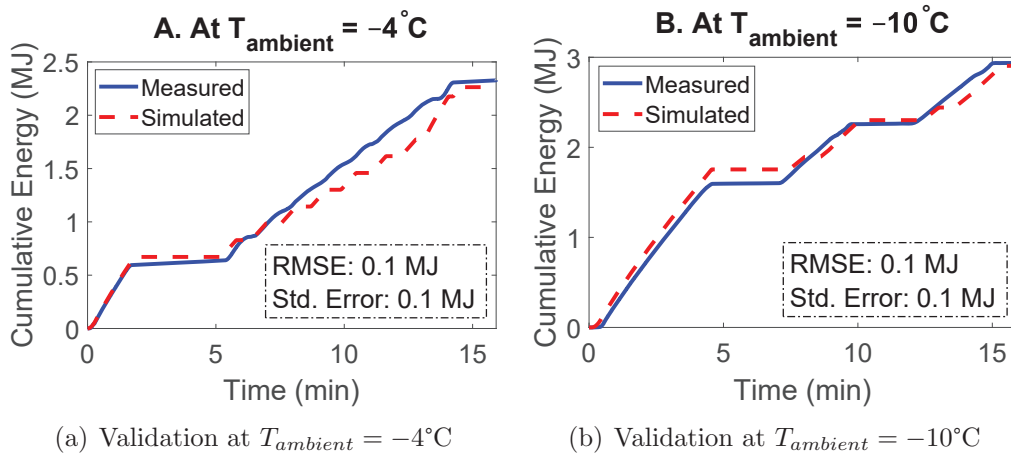 A. At T_ambient = −4°C
Cumulative Energy (MJ)
2.5
2
1.5
1
0.5
0
Measured
Simulated
RMSE: 0.1 MJ
Std. Error: 0.1 MJ
0 5 10 15
Time (min)
(a) Validation at T_ambient = −4°C
B. At T_ambient = −10°C
Cumulative Energy (MJ)
3
2
1
0
Measured
Simulated
RMSE: 0.1 MJ
Std. Error: 0.1 MJ
0 5 10 15
Time (min)
(b) Validation at T_ambient = −10°C